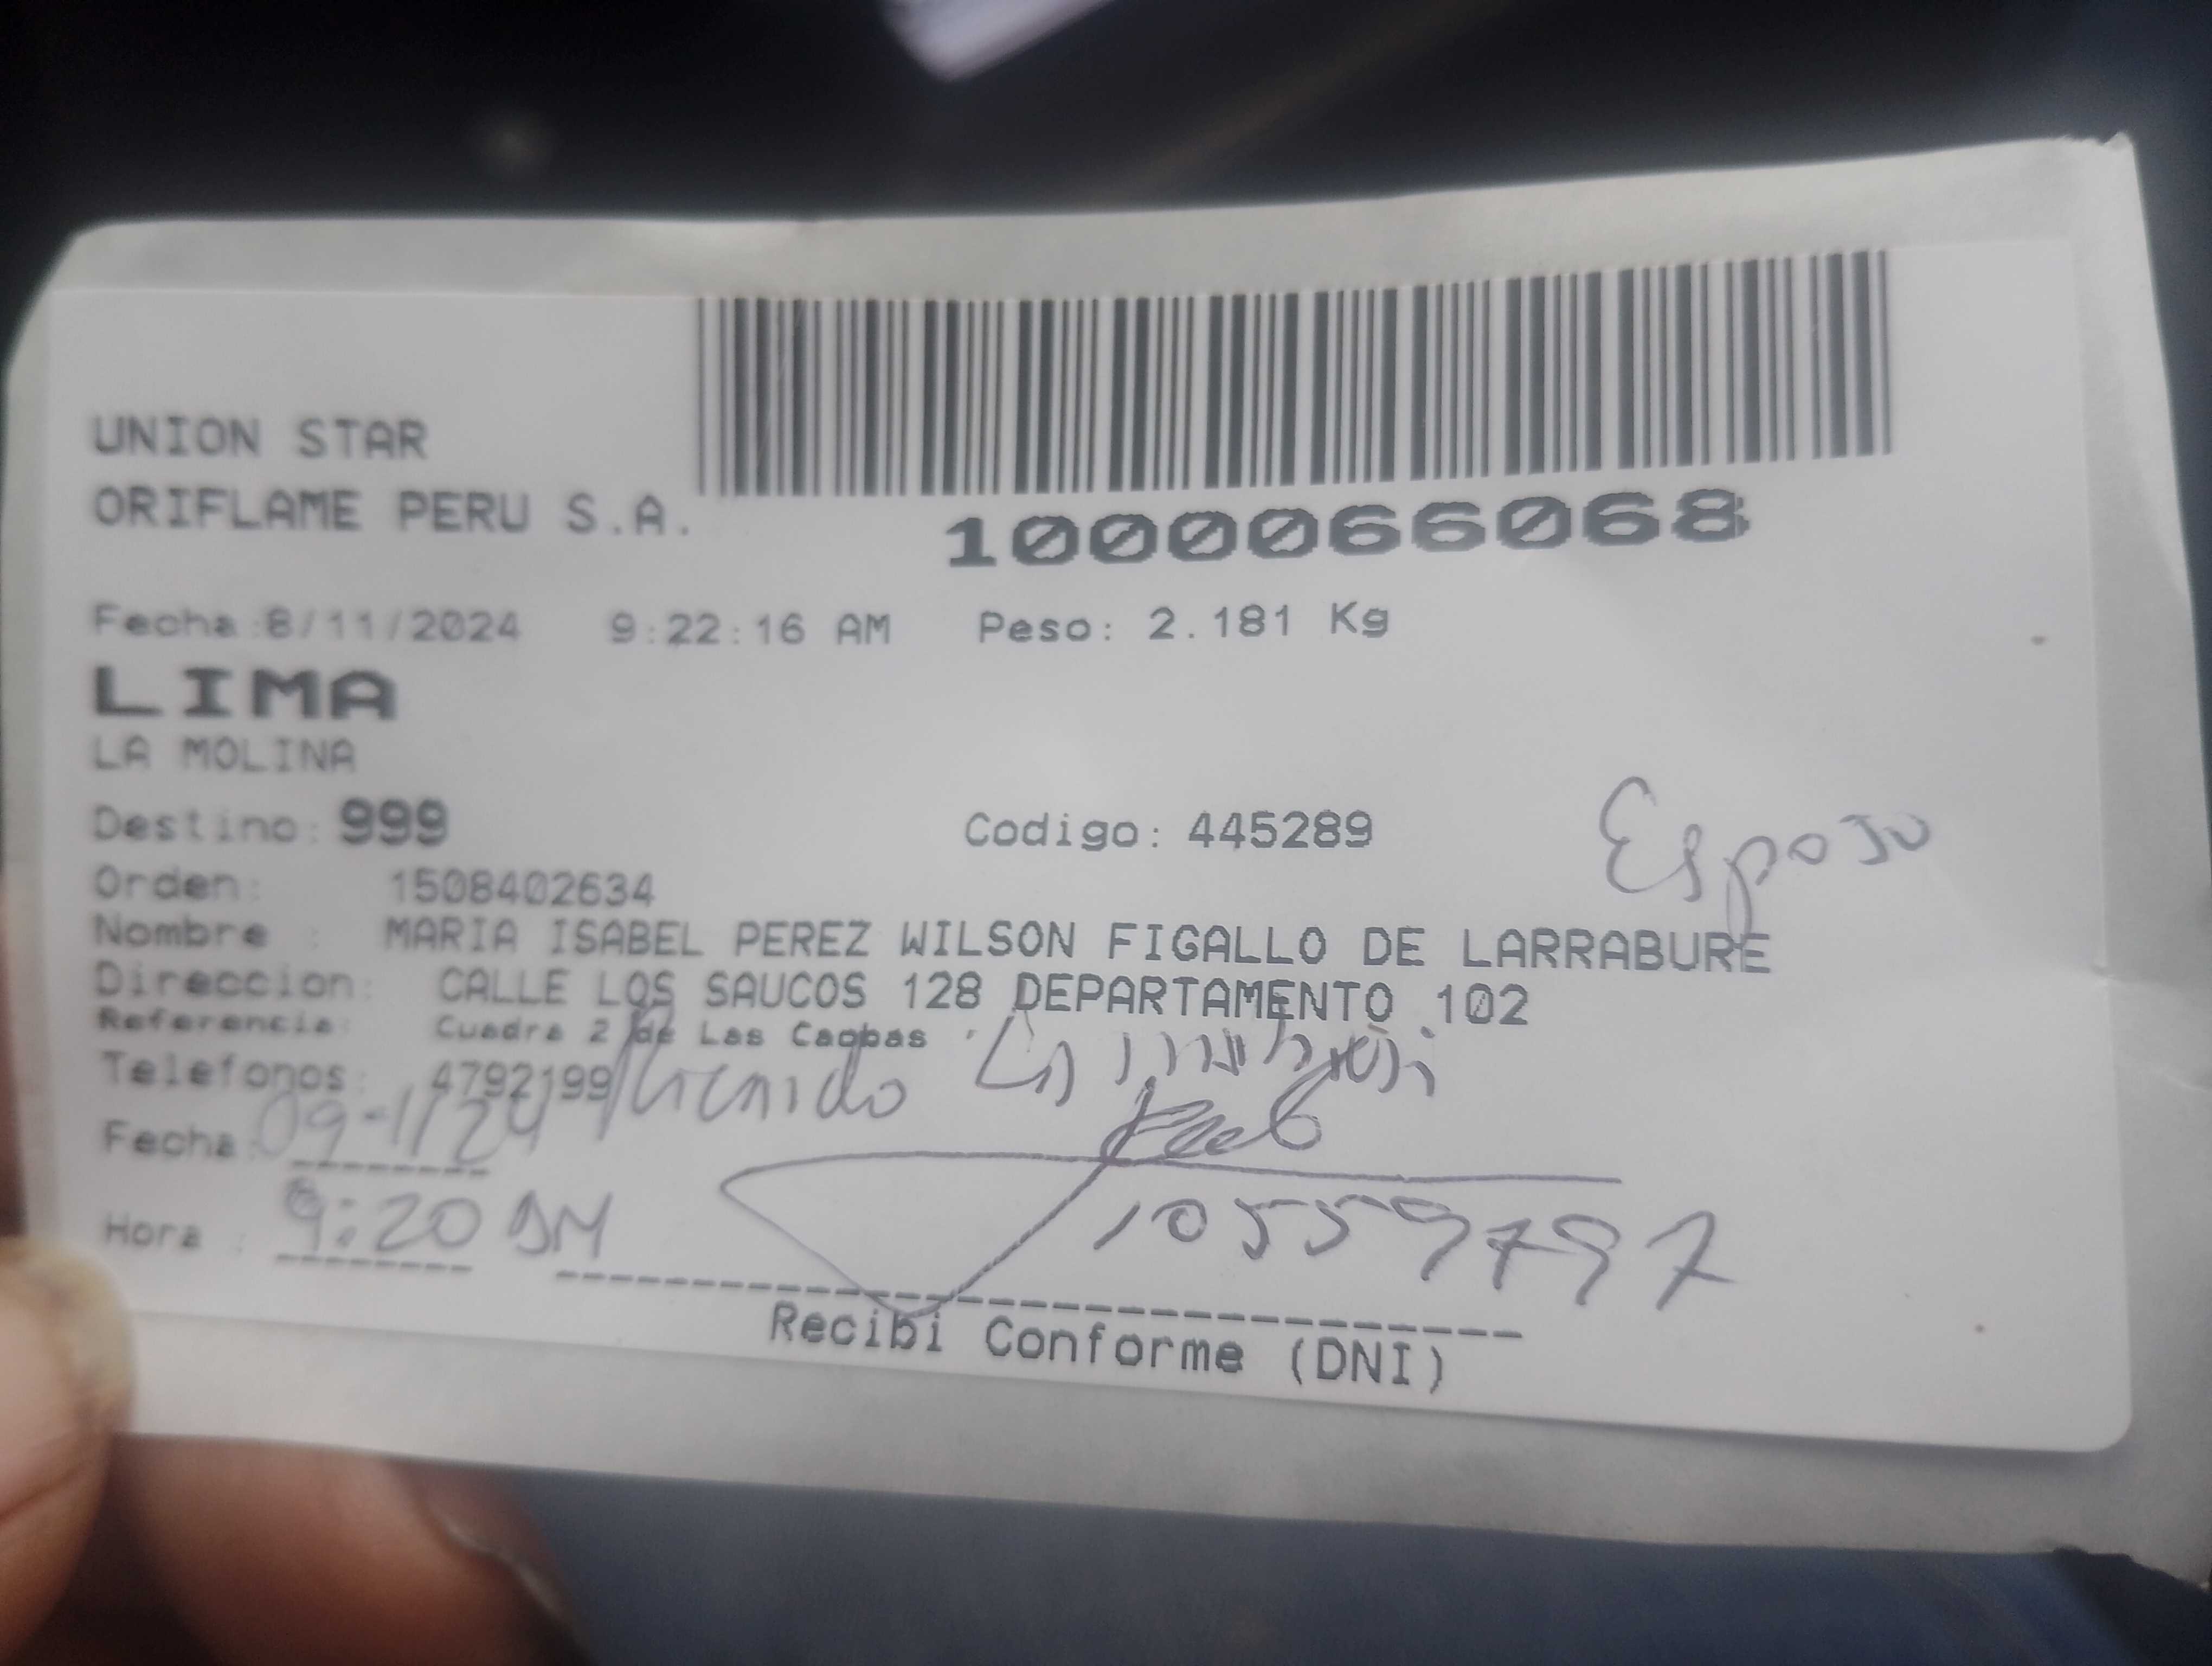 UNION STAR
ORIFLAME PERU S.A.
1000066068
Fecha:8/11/2024 9:22:16 AM Peso: 2.181 Kg
LIMA
LA MOLINA
Destino: 999 Codigo: 445289
Esposo
Orden: 1508402634
Nombre : MARIA ISABEL PEREZ WILSON FIGALLO DE LARRABURE
Direccion: CALLE LOS SAUCOS 128 DEPARTAMENTO 102
Referencia: Cuadra 2 de Las Caobas
Telefonos: 4792199
Fecha: 09-11/24
10559797
Hora : 9:20 AM
Recibi Conforme (DNI)